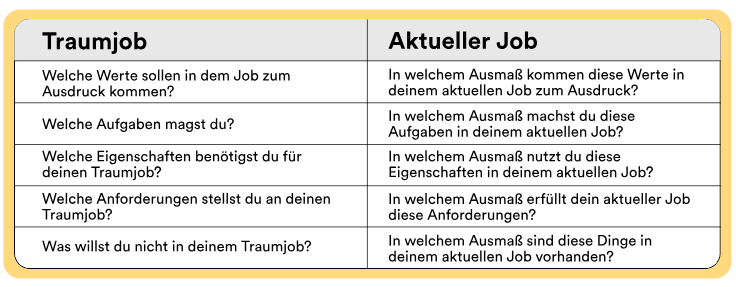 Traumjob
Aktueller Job
Welche Werte sollen in dem Job zum
Ausdruck kommen?
In welchem Ausmaß kommen diese Werte in
deinem aktuellen Job zum Ausdruck?
Welche Aufgaben magst du?
In welchem Ausmaß machst du diese
Aufgaben in deinem aktuellen Job?
Welche Eigenschaften benötigst du für
deinen Traumjob?
In welchem Ausmaß nutzt du diese
Eigenschaften in deinem aktuellen Job?
Welche Anforderungen stellst du an deinen
Traumjob?
In welchem Ausmaß erfüllt dein aktueller Job
diese Anforderungen?
Was willst du nicht in deinem Traumjob?
In welchem Ausmaß sind diese Dinge in
deinem aktuellen Job vorhanden?